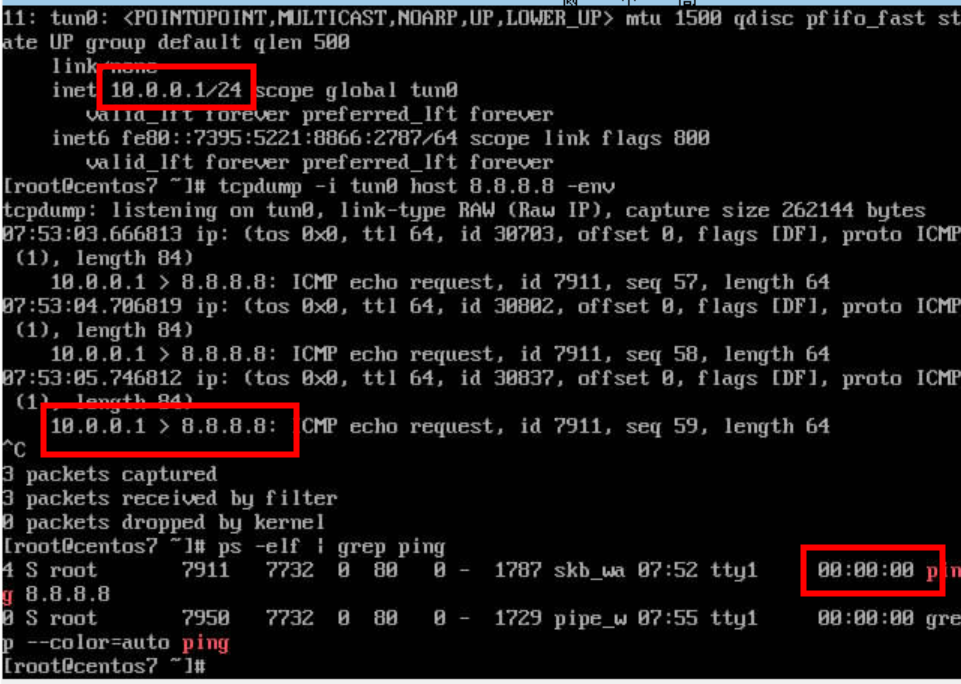 11: tun0: <POINTOPOINT,MULTICAST,NOARP,UP,LOWER_UP> mtu 1500 qdisc pfifo_fast st
ate UP group default qlen 500
link/none
inet 10.0.0.1/24 scope global tun0
valid_lft forever preferred_lft forever
inet6 fe80::7395:5221:8866:2787/64 scope link flags 800
valid_lft forever preferred_lft forever
[root@centos7 ~]# tcpdump -i tun0 host 8.8.8.8 -env
tcpdump: listening on tun0, link-type RAW (Raw IP), capture size 262144 bytes
07:53:03.666813 ip: (tos 0x0, ttl 64, id 30703, offset 0, flags [DF], proto ICMP
(1), length 84)
10.0.0.1 > 8.8.8.8: ICMP echo request, id 7911, seq 57, length 64
07:53:04.706819 ip: (tos 0x0, ttl 64, id 30802, offset 0, flags [DF], proto ICMP
(1), length 84)
10.0.0.1 > 8.8.8.8: ICMP echo request, id 7911, seq 58, length 64
07:53:05.746812 ip: (tos 0x0, ttl 64, id 30837, offset 0, flags [DF], proto ICMP
(1), length 84)
10.0.0.1 > 8.8.8.8: ICMP echo request, id 7911, seq 59, length 64
^C
3 packets captured
3 packets received by filter
0 packets dropped by kernel
[root@centos7 ~]# ps -elf | grep ping
4 S root 7911 7732 0 80 0 - 1787 skb_wa 07:52 tty1 00:00:00 pin
g 8.8.8.8
0 S root 7950 7732 0 80 0 - 1729 pipe_w 07:55 tty1 00:00:00 gre
p --color=auto ping
[root@centos7 ~]#